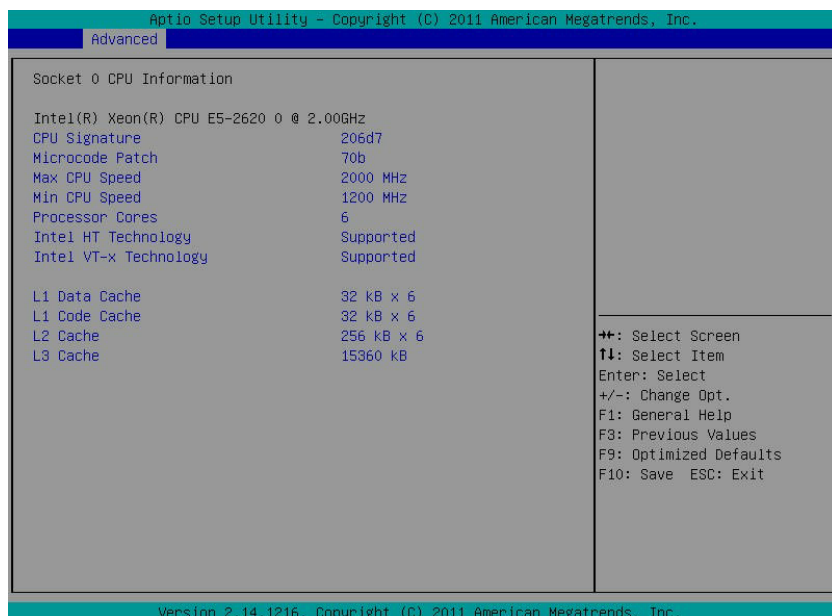 Aptio Setup Utility – Copyright (C) 2011 American Megatrends, Inc.
Advanced
Socket 0 CPU Information
Intel(R) Xeon(R) CPU E5-2620 0 @ 2.00GHz
CPU Signature 206d7
Microcode Patch 70b
Max CPU Speed 2000 MHz
Min CPU Speed 1200 MHz
Processor Cores 6
Intel HT Technology Supported
Intel VT-x Technology Supported
L1 Data Cache 32 kB x 6
L1 Code Cache 32 kB x 6
L2 Cache 256 kB x 6
L3 Cache 15360 kB
→←: Select Screen
↑↓: Select Item
Enter: Select
+/-: Change Opt.
F1: General Help
F3: Previous Values
F9: Optimized Defaults
F10: Save ESC: Exit
Version 2.14.1216. Copyright (C) 2011 American Megatrends, Inc.